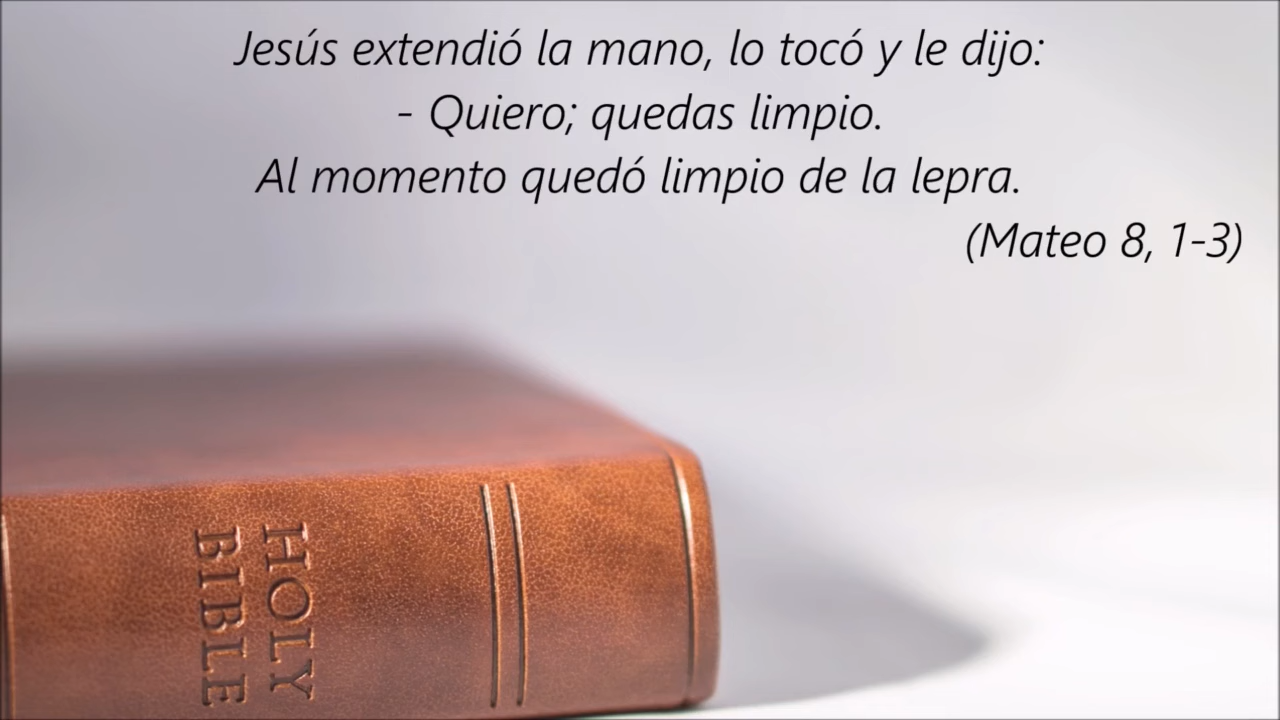 Jesús extendió la mano, lo tocó y le dijo:
- Quiero; quedas limpio.
Al momento quedó limpio de la lepra.
(Mateo 8, 1-3)
HOLY
BIBLE